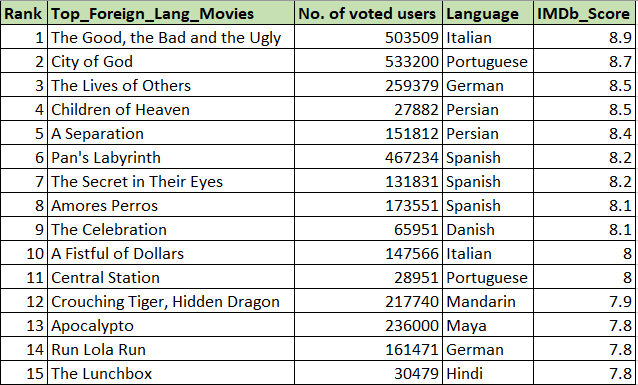 Rank Top_Foreign_Lang_Movies No. of voted users Language IMDb_Score
1 The Good, the Bad and the Ugly 503509 Italian 8.9
2 City of God 533200 Portuguese 8.7
3 The Lives of Others 259379 German 8.5
4 Children of Heaven 27882 Persian 8.5
5 A Separation 151812 Persian 8.4
6 Pan's Labyrinth 467234 Spanish 8.2
7 The Secret in Their Eyes 131831 Spanish 8.2
8 Amores Perros 173551 Spanish 8.1
9 The Celebration 65951 Danish 8.1
10 A Fistful of Dollars 147566 Italian 8
11 Central Station 28951 Portuguese 8
12 Crouching Tiger, Hidden Dragon 217740 Mandarin 7.9
13 Apocalypto 236000 Maya 7.8
14 Run Lola Run 161471 German 7.8
15 The Lunchbox 30479 Hindi 7.8